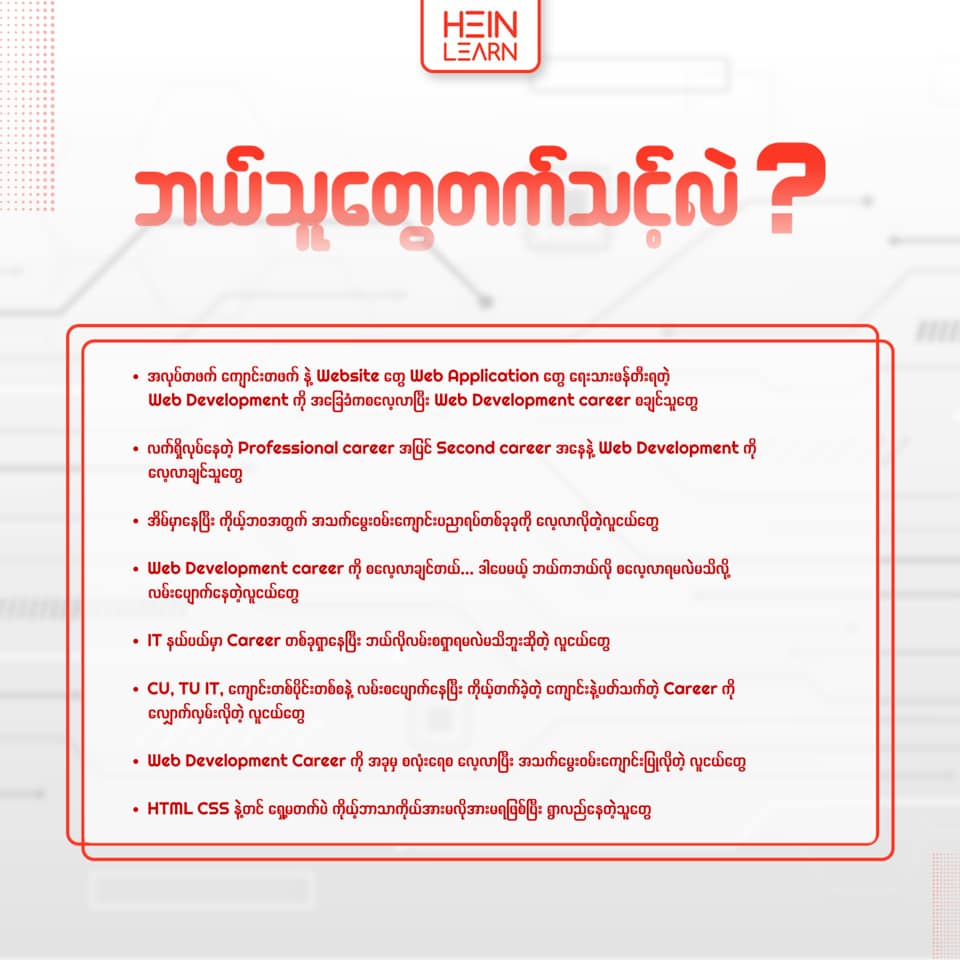 HEIN
LEARN
ဘယ်သူတွေတက်သင့်လဲ ?
• အလုပ်တဖက် ကျောင်းတဖက် နဲ့ Website တွေ Web Application တွေ ရေးသားဖန်တီးရတဲ့
Web Development ကို အခြေခံကစလေ့လာပြီး Web Development career စချင်သူတွေ
• လက်ရှိလုပ်နေတဲ့ Professional career အပြင် Second career အနေနဲ့ Web Development ကို
လေ့လာချင်သူတွေ
• အိမ်မှာနေပြီး ကိုယ့်ဘဝအတွက် အသက်မွေးဝမ်းကျောင်းပညာရပ်တစ်ခုခုကို လေ့လာလိုတဲ့လူငယ်တွေ
• Web Development career ကို စလေ့လာချင်တယ်... ဒါပေမယ့် ဘယ်ကဘယ်လို စလေ့လာရမလဲမသိလို့
လမ်းပျောက်နေတဲ့လူငယ်တွေ
• IT နယ်ပယ်မှာ Career တစ်ခုရှာနေပြီး ဘယ်လိုလမ်းစရှာရမလဲမသိဘူးဆိုတဲ့ လူငယ်တွေ
• CU, TU IT, ကျောင်းတစ်ပိုင်းတစ်စနဲ့ လမ်းစပျောက်နေပြီး ကိုယ့်တက်ခဲ့တဲ့ ကျောင်းနဲ့ပတ်သက်တဲ့ Career ကို
လျှောက်လှမ်းလိုတဲ့ လူငယ်တွေ
• Web Development Career ကို အခုမှ စလုံးရေစ လေ့လာပြီး အသက်မွေးဝမ်းကျောင်းပြုလိုတဲ့ လူငယ်တွေ
• HTML CSS နဲ့တင် ရှေ့မတက်ပဲ ကိုယ့်ဘာသာကိုယ်အားမလိုအားမရဖြစ်ပြီး ရွာလည်နေတဲ့သူတွေ